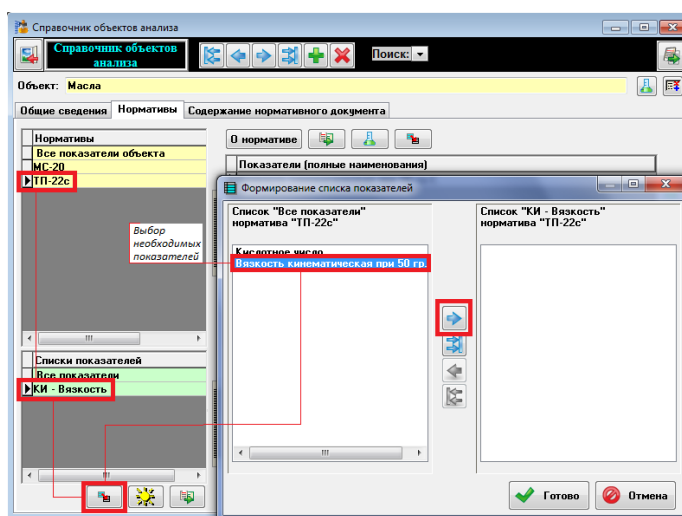 Справочник объектов анализа
Справочник объектов
анализа
Поиск:
Объект: Масла
Общие сведения Нормативы Содержание нормативного документа
Нормативы
О нормативе
Все показатели объекта
МС-20
ТП-22с
Показатели (полные наименования)
Формирование списка показателей
Список "Все показатели"
норматива "ТП-22с"
Список "КИ - Вязкость"
норматива "ТП-22с"
Выбор
необходимых
показателей
Кислотное число
Вязкость кинематическая при 50 гр.
Списки показателей
Все показатели
КИ - Вязкость
Готово
Отмена